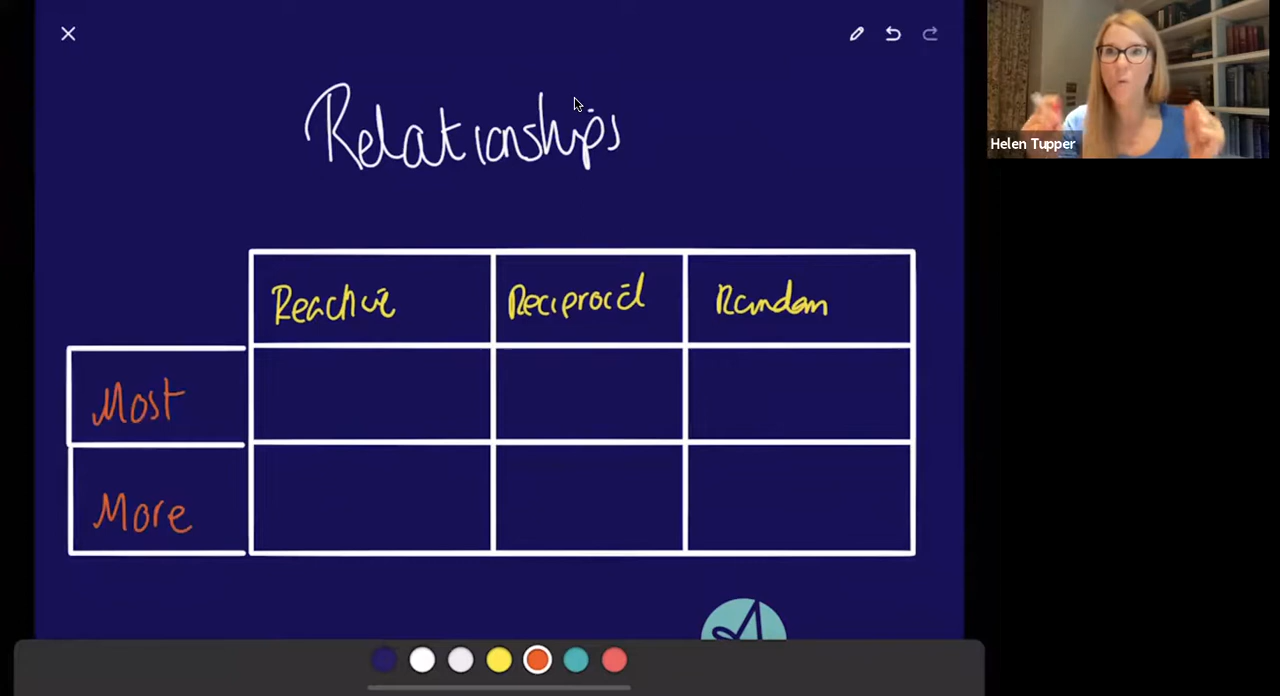 Relationships
Helen Tupper
Reactive Reciprocal Random
Most
More